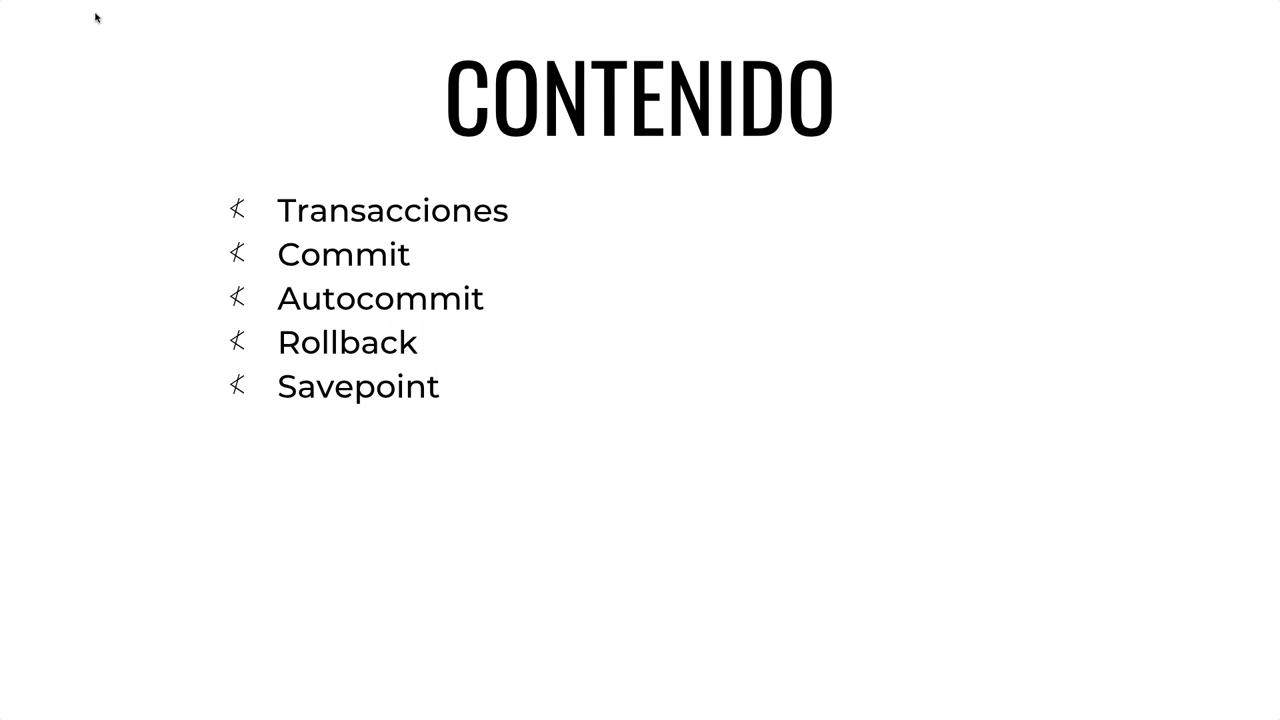 CONTENIDO
Transacciones
Commit
Autocommit
Rollback
Savepoint